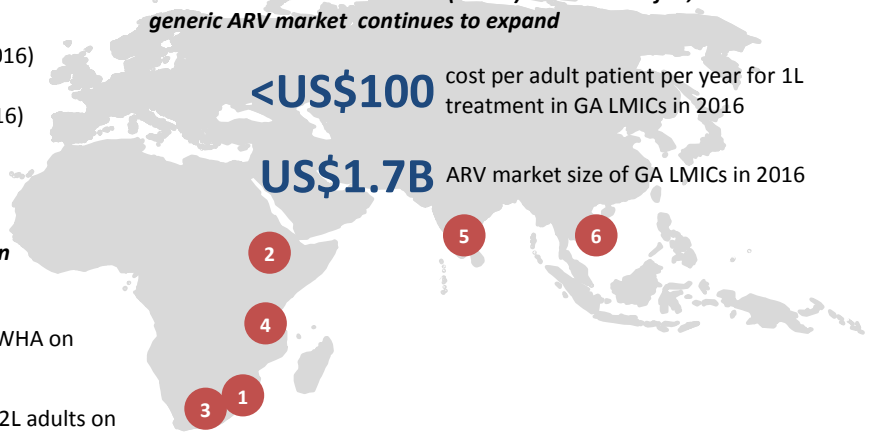 generic ARV market continues to expand
016)
<US$100
cost per adult patient per year for 1L
treatment in GA LMICs in 2016
16)
US$1.7B
ARV market size of GA LMICs in 2016
5
6
n
2
4
WHA on
1
3
2L adults on